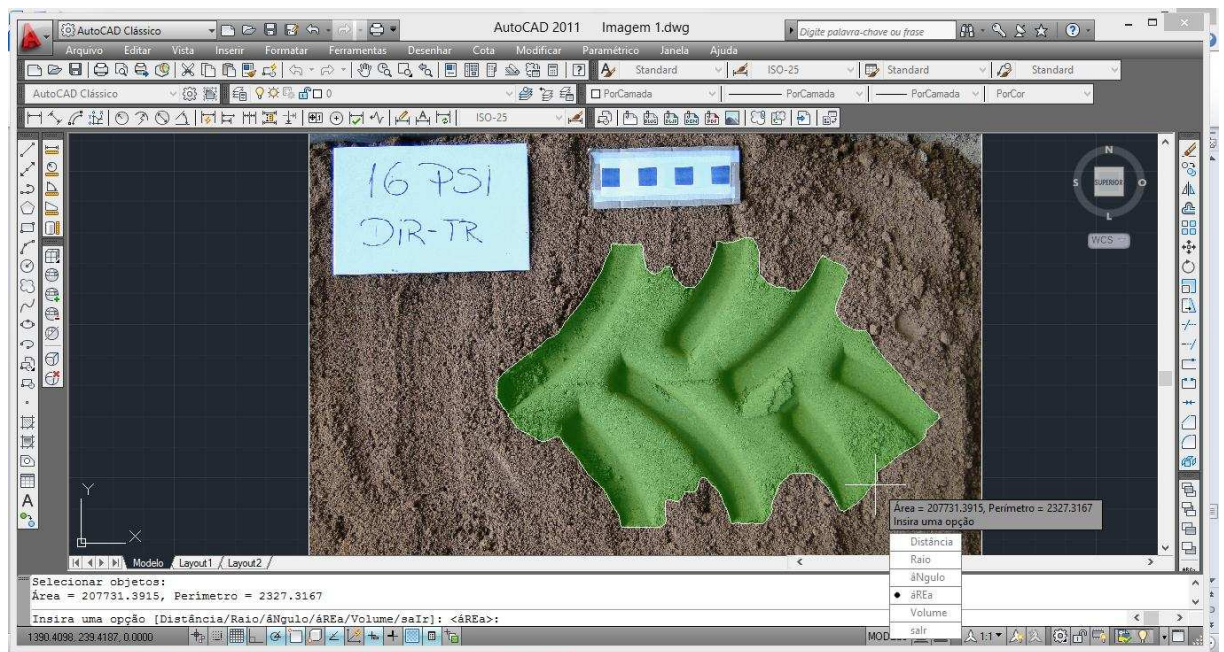 AutoCAD Clássico
AutoCAD 2011 Imagem 1.dwg
Digite palavra-chave ou frase
Arquivo Editar Vista Inserir Formatar Ferramentas Desenhar Cota Modificar Paramétrico Janela Ajuda
Standard ISO-25 Standard Standard
AutoCAD Clássico 0 PorCamada PorCamada PorCamada PorCor
ISO-25
16 PSI
DIR-TR
N
S SUPERIOR O
L
WCS
Área = 207731.3915, Perímetro = 2327.3167
Insira uma opção
Distância
Raio
âNgulo
áREa
Volume
saIr
Y
X
Modelo Layout1 Layout2
Selecionar objetos:
Área = 207731.3915, Perímetro = 2327.3167
Insira uma opção [Distância/Raio/âNgulo/áREa/Volume/saIr]: <áREa>:
1390.4098, 239.4187, 0.0000
1:1